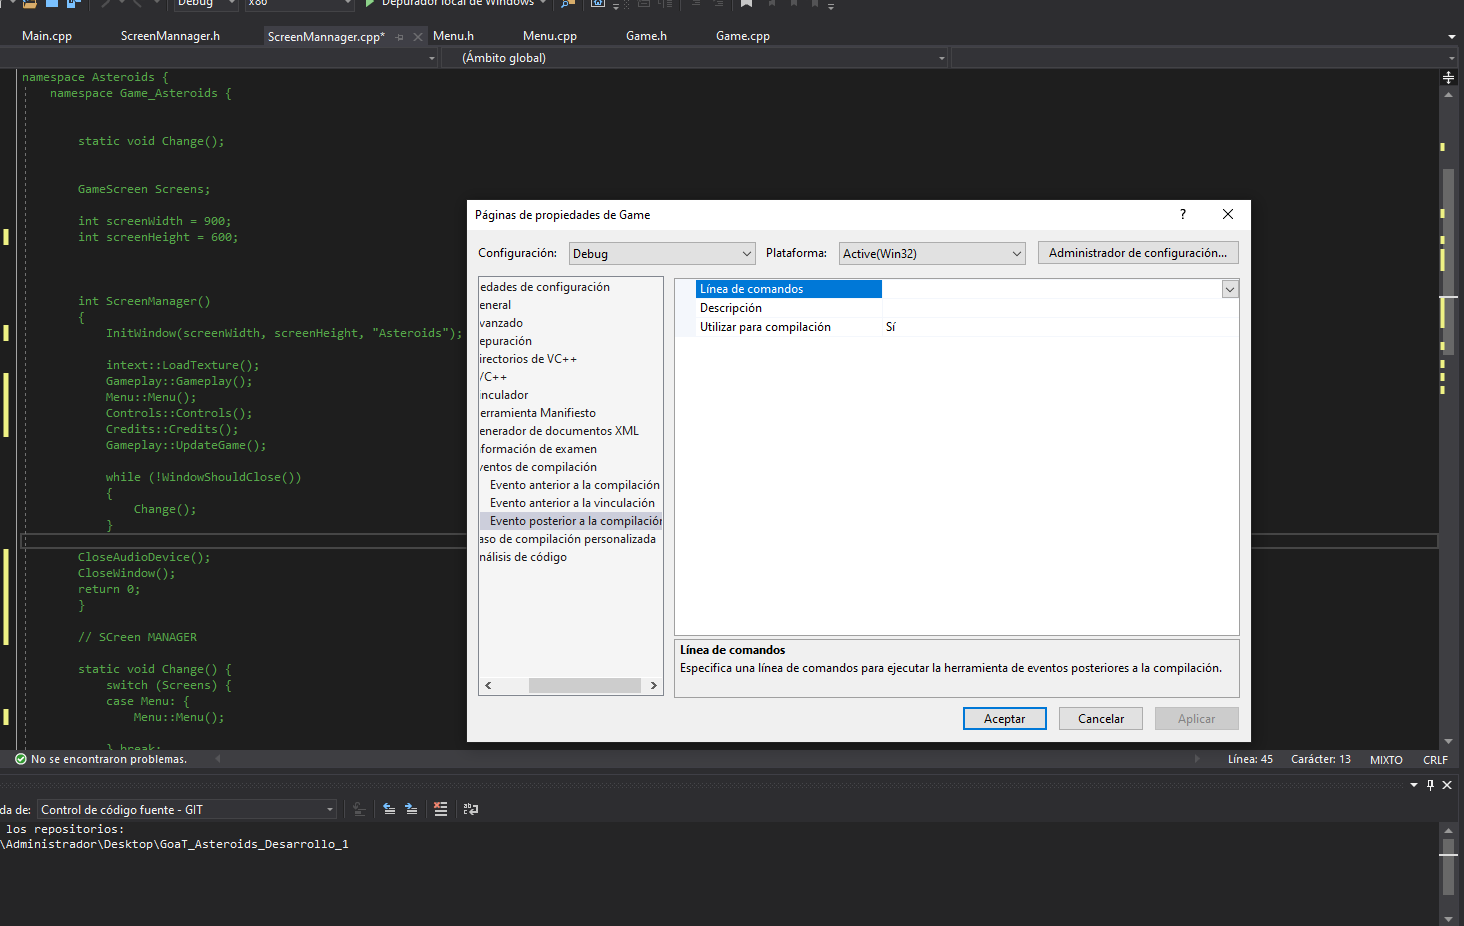 Debug x86 Depurador local de Windows
Main.cpp ScreenMannager.h ScreenMannager.cpp* Menu.h Menu.cpp Game.h Game.cpp
(Ámbito global)
namespace Asteroids {
namespace Game_Asteroids {
static void Change();
GameScreen Screens;
int screenWidth = 900;
int screenHeight = 600;
int ScreenManager()
{
InitWindow(screenWidth, screenHeight, "Asteroids");
intext::LoadTexture();
Gameplay::Gameplay();
Menu::Menu();
Controls::Controls();
Credits::Credits();
Gameplay::UpdateGame();
while (!WindowShouldClose())
{
Change();
}
CloseAudioDevice();
CloseWindow();
return 0;
}
// SCreen MANAGER
static void Change() {
switch (Screens) {
case Menu: {
Menu::Menu();
} break;
Páginas de propiedades de Game
?
Configuración: Debug Plataforma: Active(Win32) Administrador de configuración...
edades de configuración
eneral
vanzado
epuración
irectorios de VC++
/C++
inculador
erramienta Manifiesto
enerador de documentos XML
formación de examen
ventos de compilación
Evento anterior a la compilación
Evento anterior a la vinculación
Evento posterior a la compilación
aso de compilación personalizada
nálisis de código
Línea de comandos
Descripción
Utilizar para compilación Sí
Línea de comandos
Especifica una línea de comandos para ejecutar la herramienta de eventos posteriores a la compilación.
Aceptar Cancelar Aplicar
No se encontraron problemas.
Línea: 45 Carácter: 13 MIXTO CRLF
da de: Control de código fuente - GIT
los repositorios:
\Administrador\Desktop\GoaT_Asteroids_Desarrollo_1